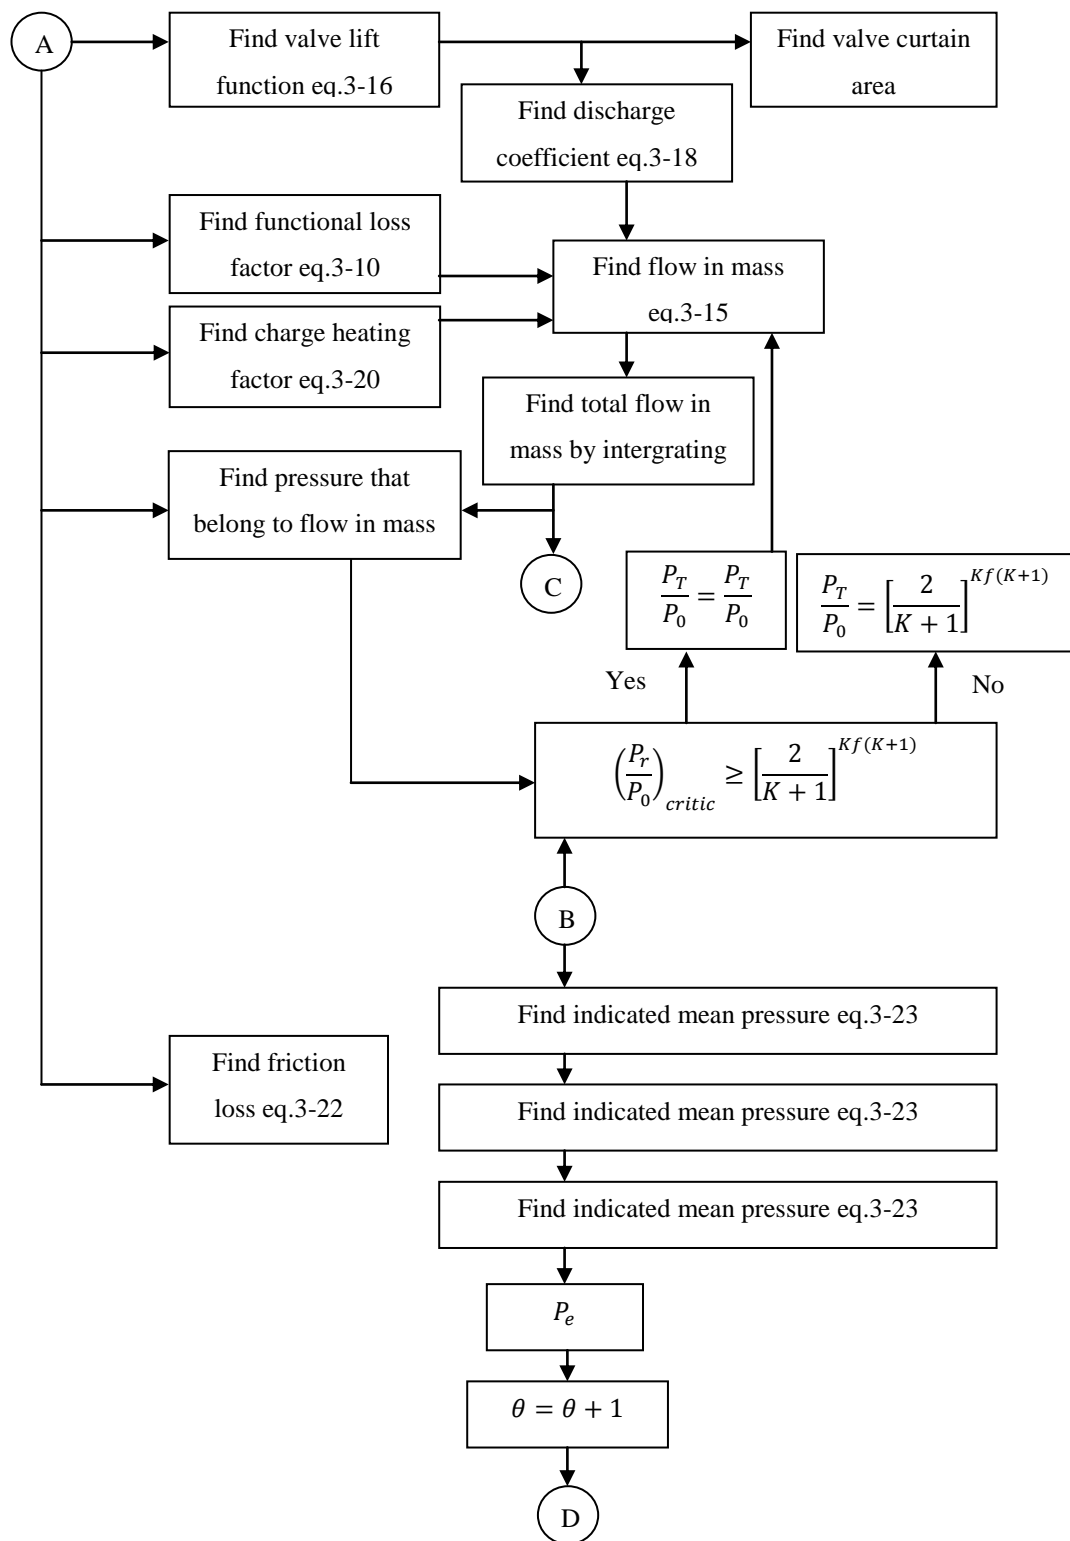 A
Find valve lift
function eq.3-16
Find valve curtain
area
Find discharge
coefficient eq.3-18
Find functional loss
factor eq.3-10
Find flow in mass
eq.3-15
Find charge heating
factor eq.3-20
Find total flow in
mass by intergrating
Find pressure that
belong to flow in mass
C
P_T/P_0 = P_T/P_0
P_T/P_0 = [2/(K + 1)]^{Kf(K+1)}
Yes
No
(P_r/P_0)_{critic} ≥ [2/(K + 1)]^{Kf(K+1)}
B
Find indicated mean pressure eq.3-23
Find friction
loss eq.3-22
Find indicated mean pressure eq.3-23
Find indicated mean pressure eq.3-23
P_e
θ = θ + 1
D